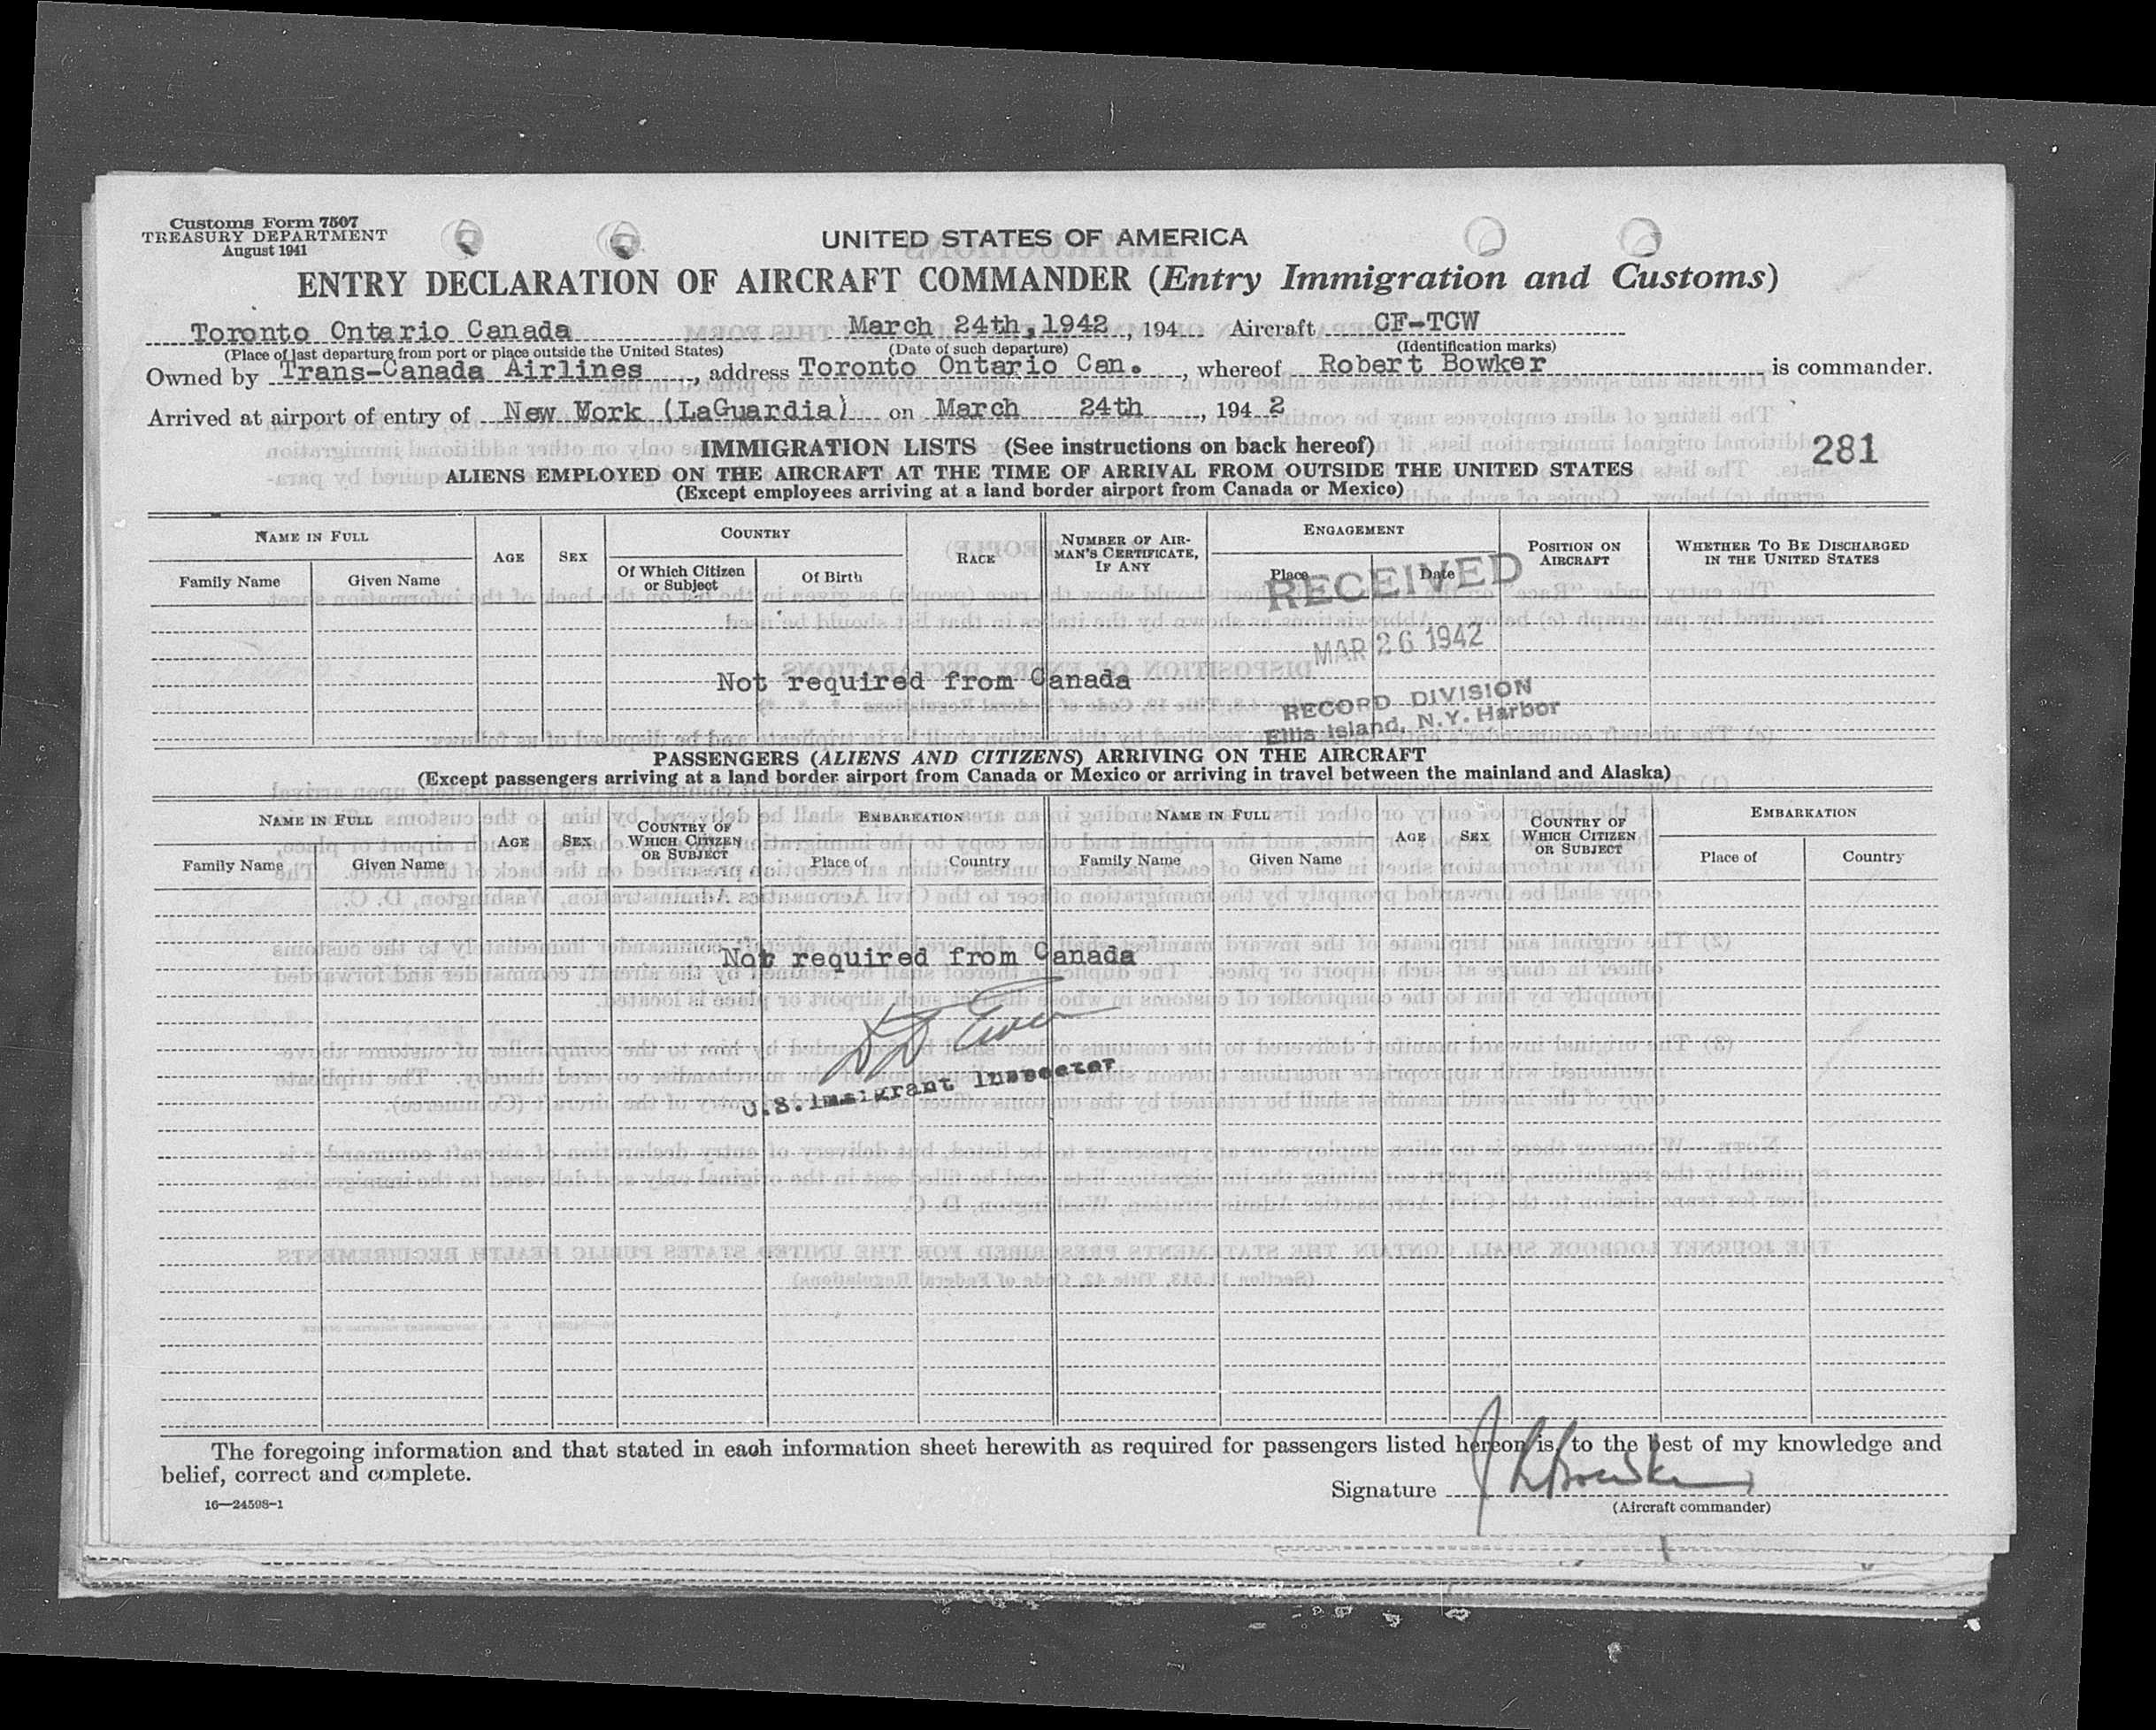 Customs Form 7507
TREASURY DEPARTMENT
August 1941
UNITED STATES OF AMERICA
ENTRY DECLARATION OF AIRCRAFT COMMANDER (Entry Immigration and Customs)
Toronto Ontario Canada March 24th, 1942, 194 Aircraft CF-TCW
(Place of last departure from port or place outside the United States) (Date of such departure) (Identification marks)
Owned by Trans-Canada Airlines, address Toronto Ontario Can., whereof Robert Bowker is commander.
Arrived at airport of entry of New Work (LaGuardia) on March 24th, 194 2
IMMIGRATION LISTS (See instructions on back hereof)
281
ALIENS EMPLOYED ON THE AIRCRAFT AT THE TIME OF ARRIVAL FROM OUTSIDE THE UNITED STATES
(Except employees arriving at a land border airport from Canada or Mexico)
NAME IN FULL
Family Name Given Name
AGE
SEX
COUNTRY
Of Which Citizen or Subject
Of Birth
RACE
NUMBER OF AIRMAN'S CERTIFICATE, IF ANY
ENGAGEMENT
Place Date
POSITION ON AIRCRAFT
WHETHER TO BE DISCHARGED IN THE UNITED STATES
RECEIVED
MAR 26 1942
RECORD DIVISION
Ellis Island, N.Y. Harbor
Not required from Canada
PASSENGERS (ALIENS AND CITIZENS) ARRIVING ON THE AIRCRAFT
(Except passengers arriving at a land border airport from Canada or Mexico or arriving in travel between the mainland and Alaska)
NAME IN FULL
Family Name Given Name
AGE
SEX
COUNTRY OF WHICH CITIZEN OR SUBJECT
EMBARKATION
Place of Country
NAME IN FULL
Family Name Given Name
AGE
SEX
COUNTRY OF WHICH CITIZEN OR SUBJECT
EMBARKATION
Place of Country
Not required from Canada
U.S. Immigrant Inspector
The foregoing information and that stated in each information sheet herewith as required for passengers listed hereon is, to the best of my knowledge and
belief, correct and complete.
Signature
(Aircraft commander)
16—24598-1